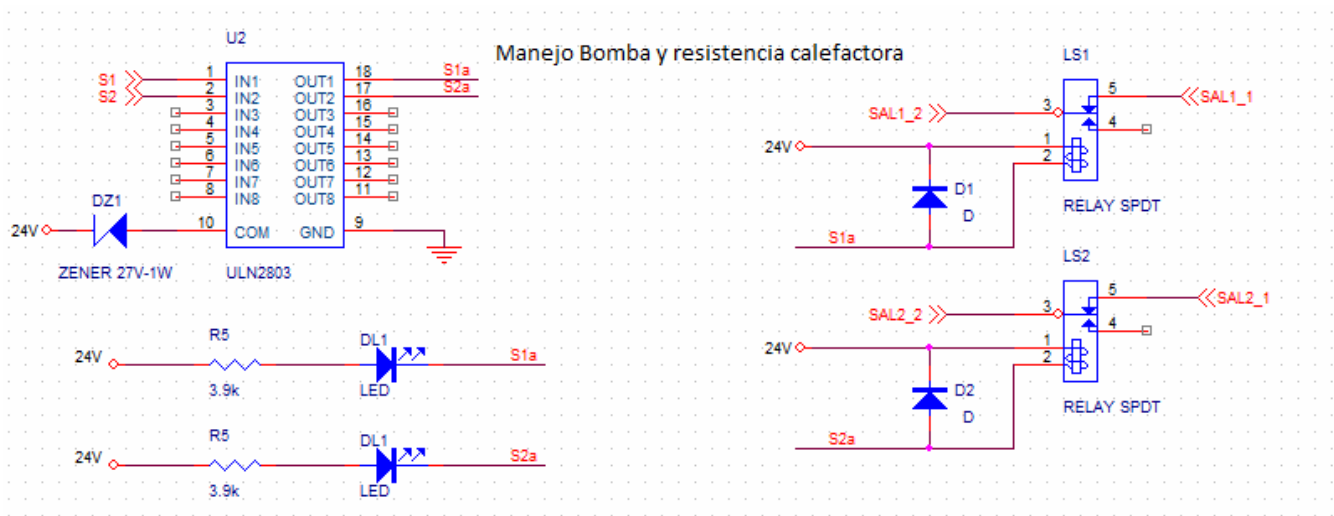 Manejo Bomba y resistencia calefactora
U2
S1 1 IN1 OUT1 18 S1a
S2 2 IN2 OUT2 17 S2a
3 IN3 OUT3 16
4 IN4 OUT4 15
5 IN5 OUT5 14
6 IN6 OUT6 13
7 IN7 OUT7 12
8 IN8 OUT8 11
DZ1
24V 10 COM GND 9
ZENER 27V-1W ULN2803
R5 DL1
24V S1a
3.9k LED
R5 DL1
24V S2a
3.9k LED
LS1
5 SAL1_1
SAL1_2 3
4
24V 1
2
D1
D
RELAY SPDT
S1a
LS2
5 SAL2_1
SAL2_2 3
4
24V 1
2
D2
D
RELAY SPDT
S2a